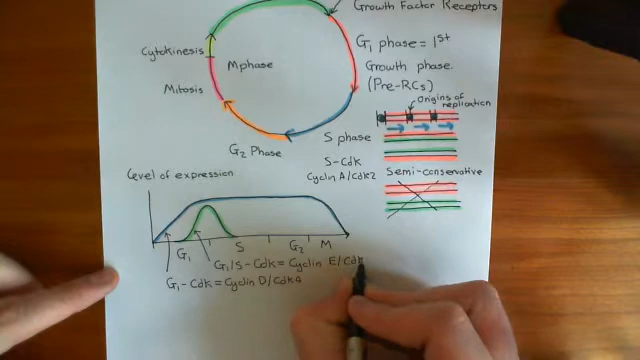 Growth Factor Receptors
G₁ phase = 1st
Growth phase.
(Pre-RCs)
Cytokinesis
M phase
Mitosis
G₂ Phase
Origins of
replication
S phase
S-Cdk
Cyclin A/Cdk2
Semi-conservative
Level of expression
G₁ S G₂ M
G₁/S - Cdk = Cyclin E/Cdk
G₁ - Cdk = Cyclin D/Cdk4